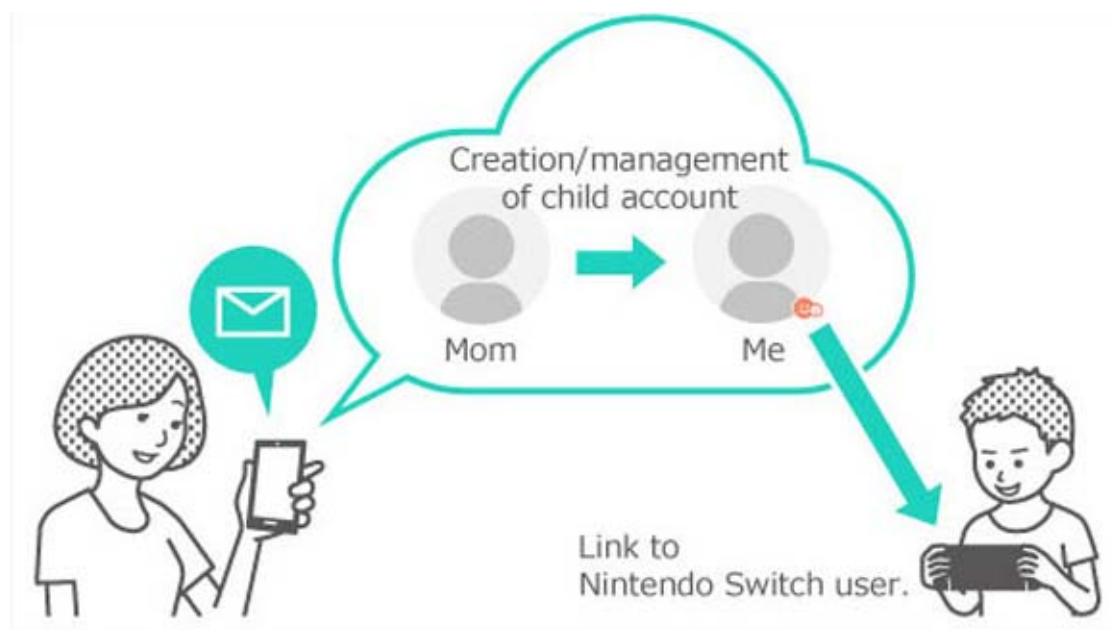 Creation/management
of child account
Mom
Me
Link to
Nintendo Switch user.